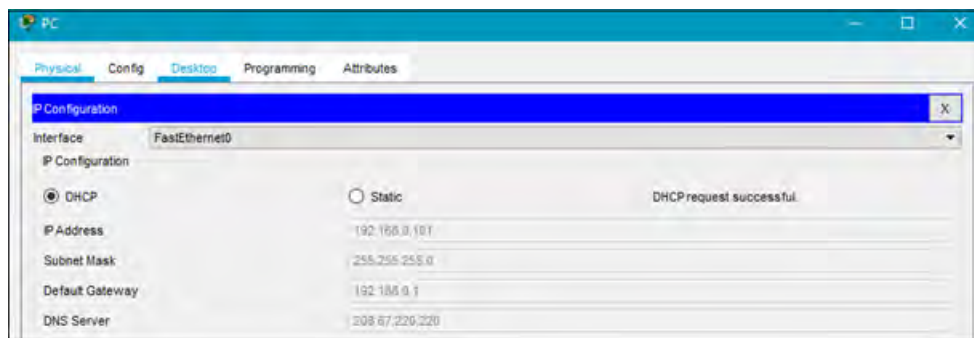 PC
Physical Config Desktop Programming Attributes
IP Configuration X
Interface FastEthernet0
IP Configuration
DHCP Static DHCP request successful.
IP Address 192.168.0.101
Subnet Mask 255.255.255.0
Default Gateway 192.168.0.1
DNS Server 208.67.220.220